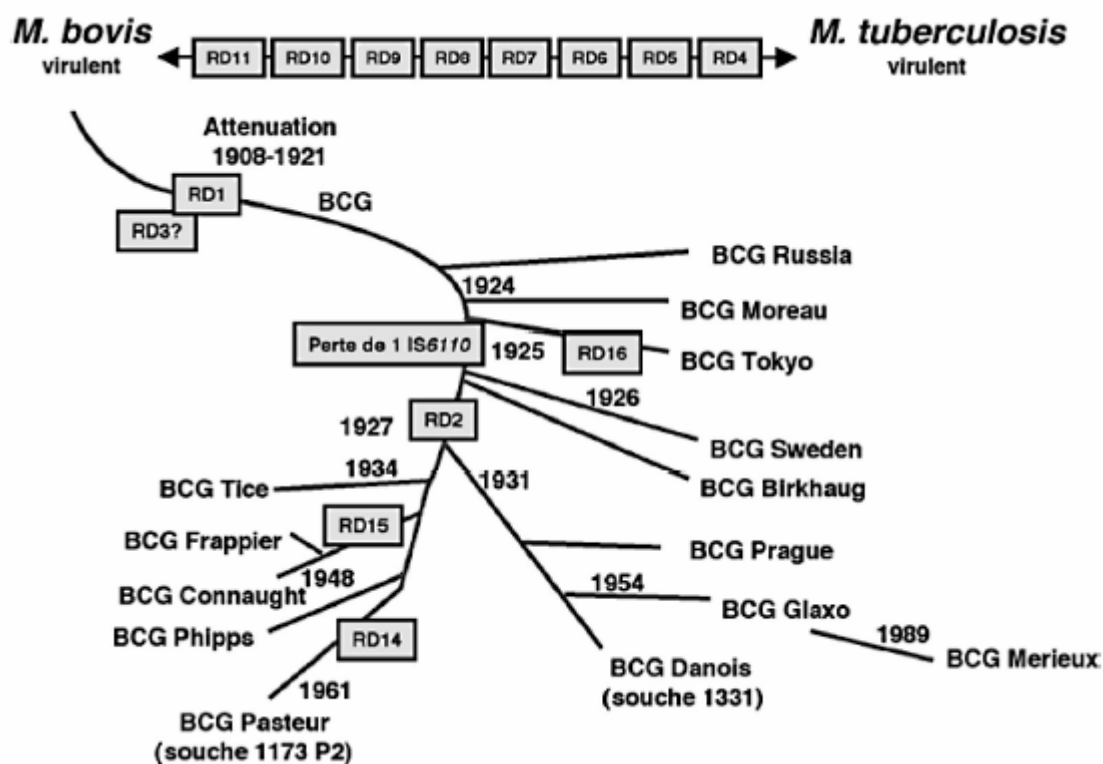 M. bovis
virulent
RD11 RD10 RD9 RD8 RD7 RD6 RD5 RD4
M. tuberculosis
virulent
Attenuation
1908-1921
RD1
RD3?
BCG
BCG Russia
1924
BCG Moreau
Perte de 1 IS6110
1925
RD16
BCG Tokyo
1926
RD2
1927
BCG Sweden
1934
1931
BCG Birkhaug
BCG Tice
RD15
BCG Frappier
BCG Prague
1948
1954
BCG Connaught
BCG Glaxo
BCG Phipps
RD14
1989
BCG Merieux
BCG Danois
(souche 1331)
1961
BCG Pasteur
(souche 1173 P2)